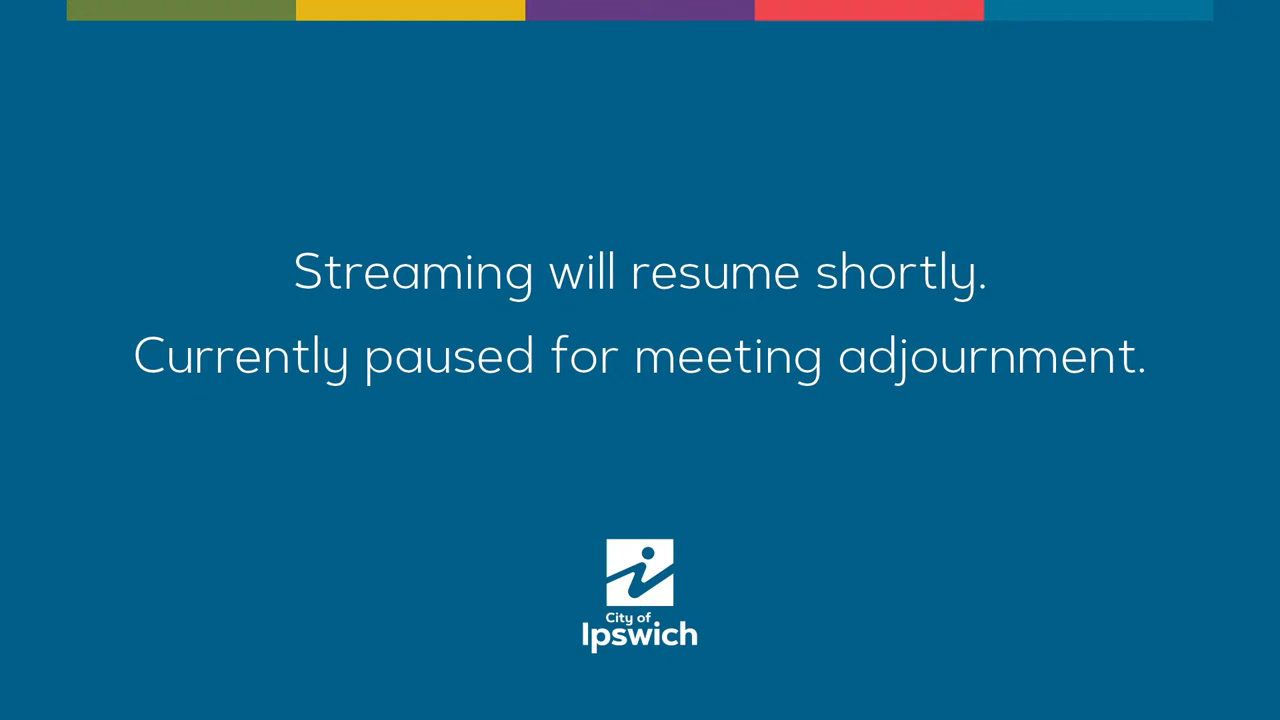 Streaming will resume shortly.
Currently paused for meeting adjournment.
City of
Ipswich